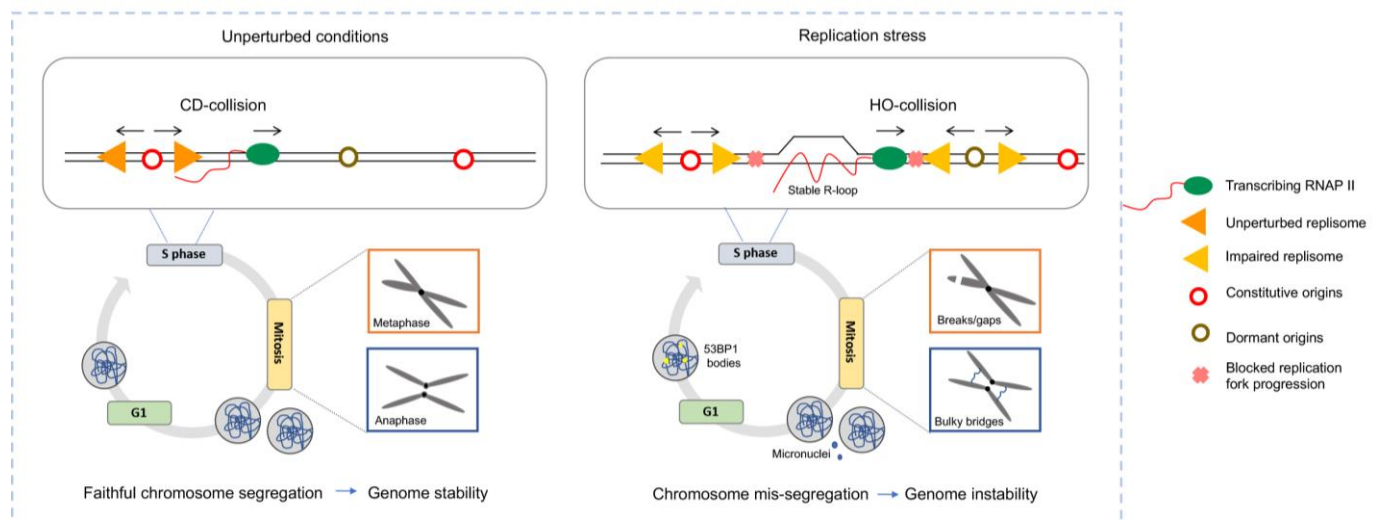 Unperturbed conditions
CD-collision
S phase
Mitosis
Metaphase
Anaphase
G1
Faithful chromosome segregation → Genome stability
Replication stress
HO-collision
Stable R-loop
S phase
Mitosis
Breaks/gaps
53BP1
bodies
Bulky bridges
G1
Micronuclei
Chromosome mis-segregation → Genome instability
Transcribing RNAP II
Unperturbed replisome
Impaired replisome
Constitutive origins
Dormant origins
Blocked replication
fork progression